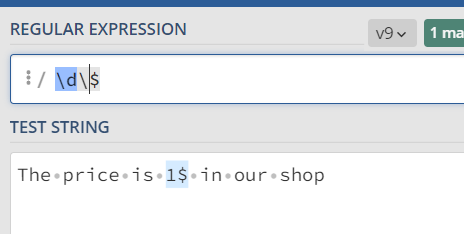 REGULAR EXPRESSION
v9 1 ma
/ \d\$
TEST STRING
The price is 1$ in our shop